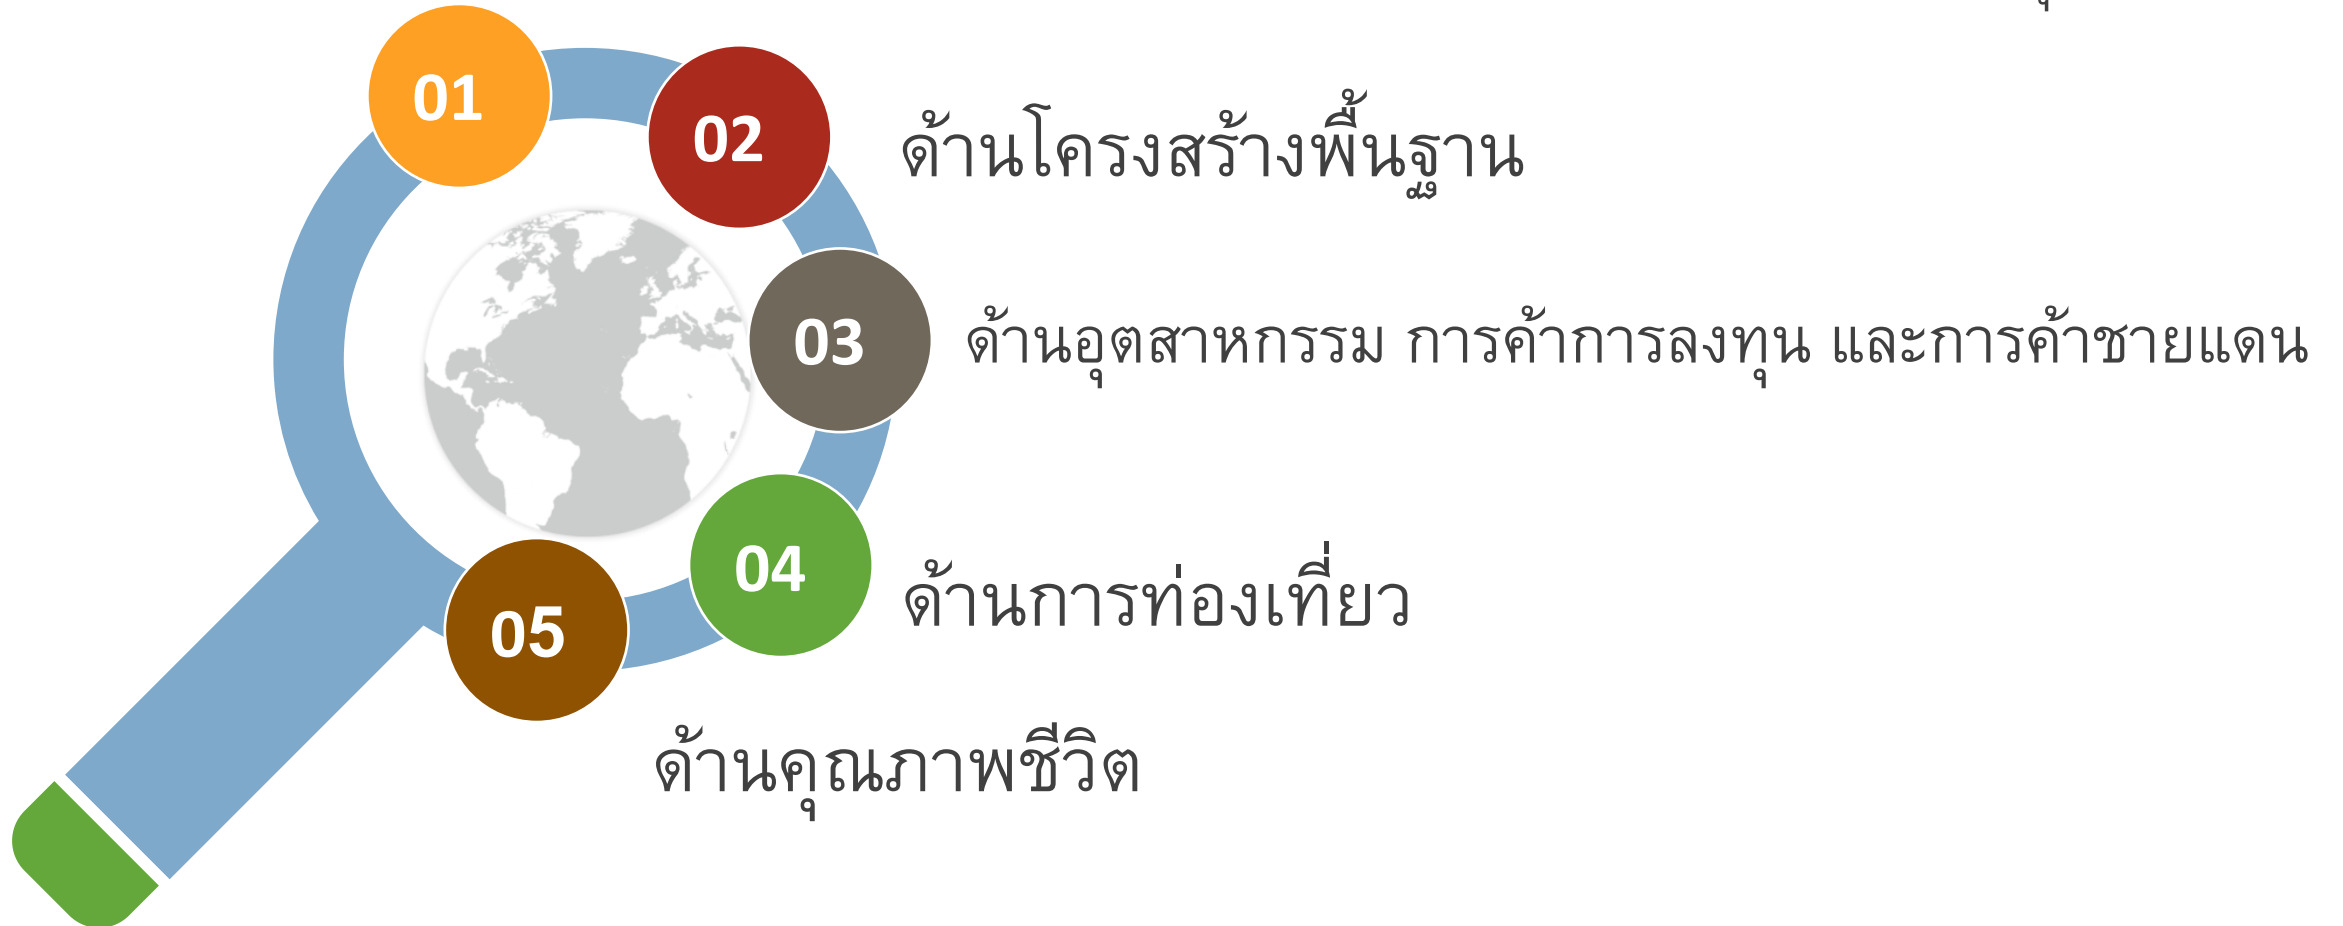 01
02
ด้านโครงสร้างพื้นฐาน
03
ด้านอุตสาหกรรม การค้าการลงทุน และการค้าชายแดน
04
ด้านการท่องเที่ยว
05
ด้านคุณภาพชีวิต